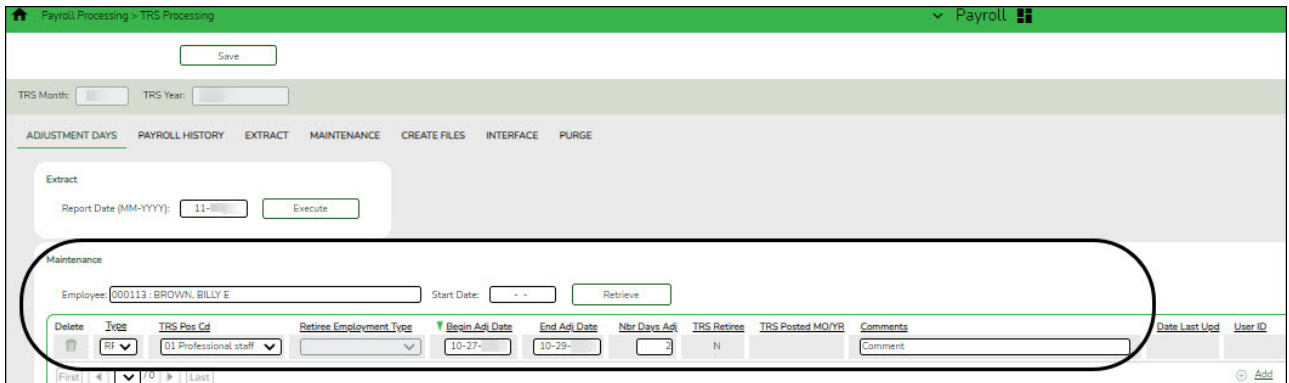 Payroll Processing > TRS Processing Payroll
Save
TRS Month: TRS Year:
ADJUSTMENT DAYS PAYROLL HISTORY EXTRACT MAINTENANCE CREATE FILES INTERFACE PURGE
Extract
Report Date (MM-YYYY): 11- Execute
Maintenance
Employee: 000113 : BROWN, BILLY E Start Date: - - Retrieve
Delete Type TRS Pos Cd Retiree Employment Type Begin Adj Date End Adj Date Nbr Days Adj TRS Retiree TRS Posted MO/YR Comments Date Last Upd User ID
01 Professional staff 10-27- 10-29- 2 N Comment
First /0 Last Add